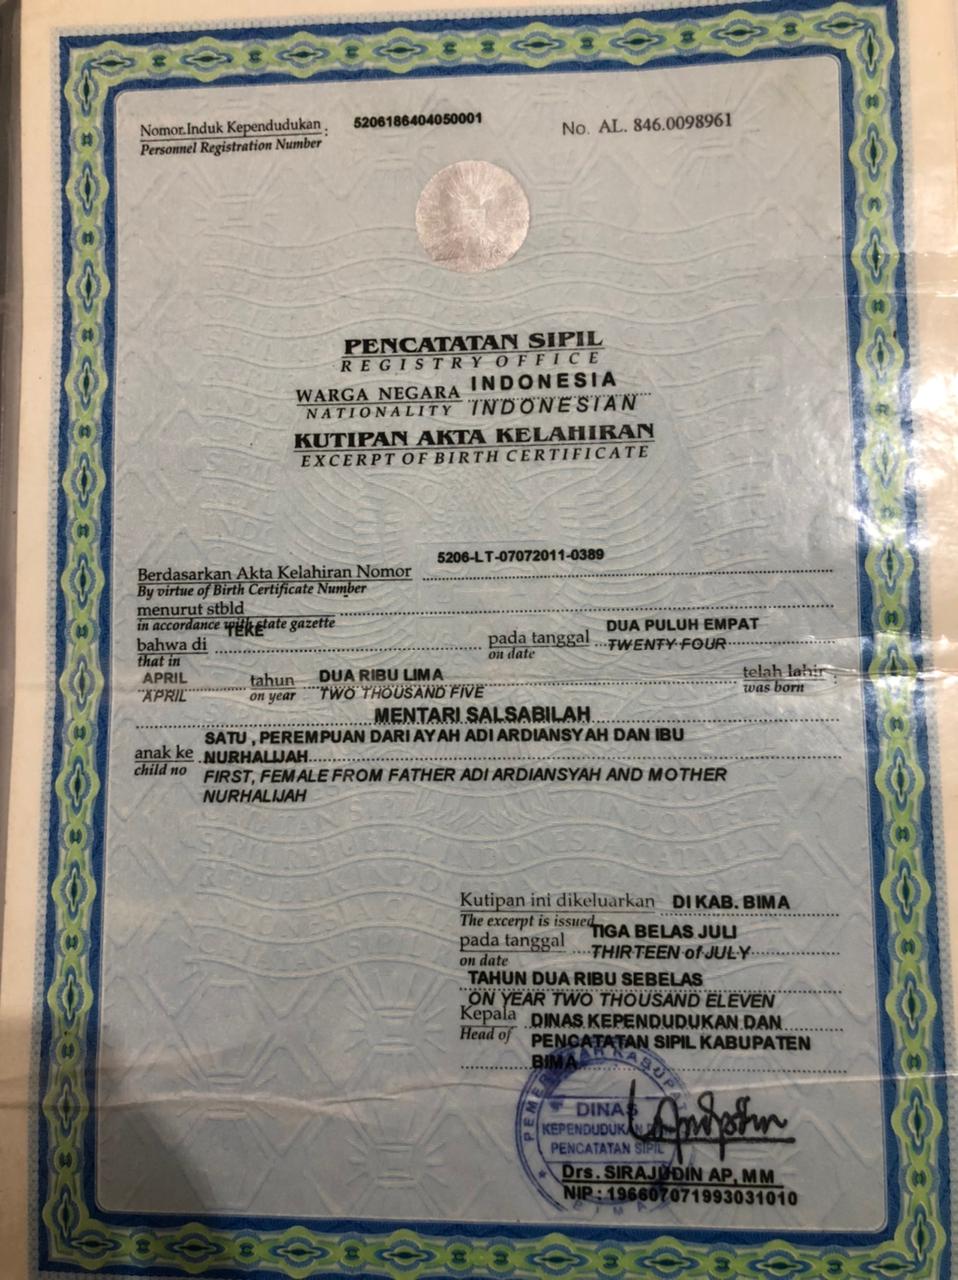 Nomor.Induk Kependudukan : 5206186404050001 No. AL. 846.0098961
Personnel Registration Number
PENCATATAN SIPIL
REGISTRY OFFICE
WARGA NEGARA INDONESIA
NATIONALITY INDONESIAN
KUTIPAN AKTA KELAHIRAN
EXCERPT OF BIRTH CERTIFICATE
5206-LT-07072011-0389
Berdasarkan Akta Kelahiran Nomor
By virtue of Birth Certificate Number
menurut stbld
in accordance with state gazette
TEKE DUA PULUH EMPAT
bahwa di pada tanggal TWENTY FOUR
that in on date
APRIL tahun DUA RIBU LIMA telah lahir :
APRIL on year TWO THOUSAND FIVE was born
MENTARI SALSABILAH
SATU , PEREMPUAN DARI AYAH ADI ARDIANSYAH DAN IBU
anak ke NURHALIJAH
child no FIRST, FEMALE FROM FATHER ADI ARDIANSYAH AND MOTHER
NURHALIJAH
Kutipan ini dikeluarkan DI KAB. BIMA
The excerpt is issued TIGA BELAS JULI
pada tanggal THIRTEEN of JULY
on date
TAHUN DUA RIBU SEBELAS
ON YEAR TWO THOUSAND ELEVEN
Kepala DINAS KEPENDUDUKAN DAN
Head of PENCATATAN SIPIL KABUPATEN
BIMA
DINAS
KEPENDUDUKAN
PENCATATAN SIPIL
BIMA
Drs. SIRAJUDIN AP, MM
NIP : 196607071993031010